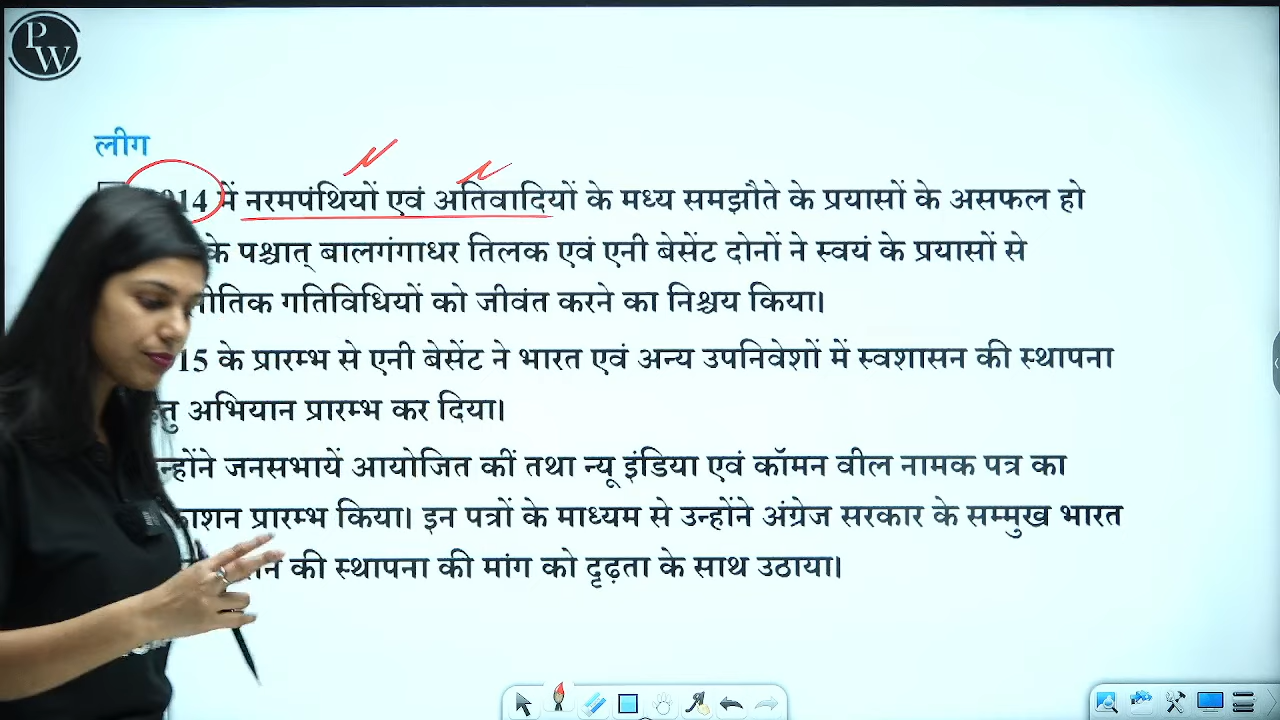 PW
लीग
में नरमपंथियों एवं अतिवादियों के मध्य समझौते के प्रयासों के असफल हो
के पश्चात् बालगंगाधर तिलक एवं एनी बेसेंट दोनों ने स्वयं के प्रयासों से
गतिविधियों को जीवंत करने का निश्चय किया।
15 के प्रारम्भ से एनी बेसेंट ने भारत एवं अन्य उपनिवेशों में स्वशासन की स्थापना
अभियान प्रारम्भ कर दिया।
जनसभायें आयोजित कीं तथा न्यू इंडिया एवं कॉमन वील नामक पत्र का
प्रारम्भ किया। इन पत्रों के माध्यम से उन्होंने अंग्रेज सरकार के सम्मुख भारत
की स्थापना की मांग को दृढ़ता के साथ उठाया।